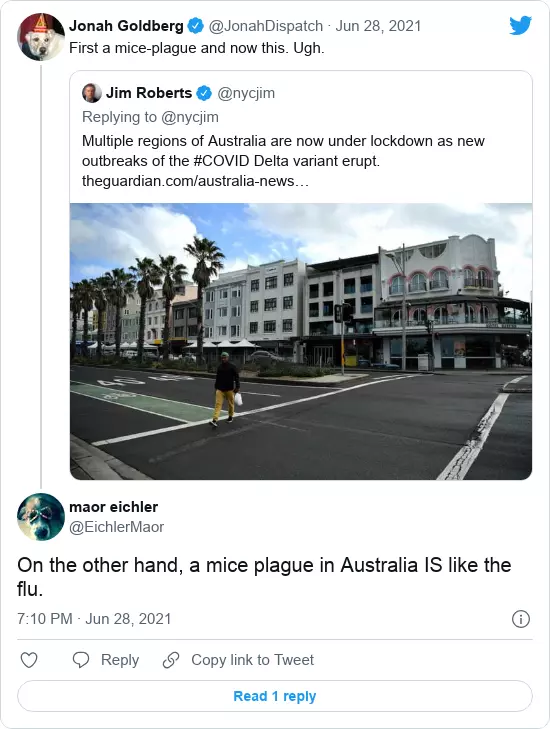 Jonah Goldberg @JonahDispatch · Jun 28, 2021
First a mice-plague and now this. Ugh.
Jim Roberts @nycjim
Replying to @nycjim
Multiple regions of Australia are now under lockdown as new
outbreaks of the #COVID Delta variant erupt.
theguardian.com/australia-news…
40 40
maor eichler
@EichlerMaor
On the other hand, a mice plague in Australia IS like the
flu.
7:10 PM · Jun 28, 2021
Reply Copy link to Tweet
Read 1 reply